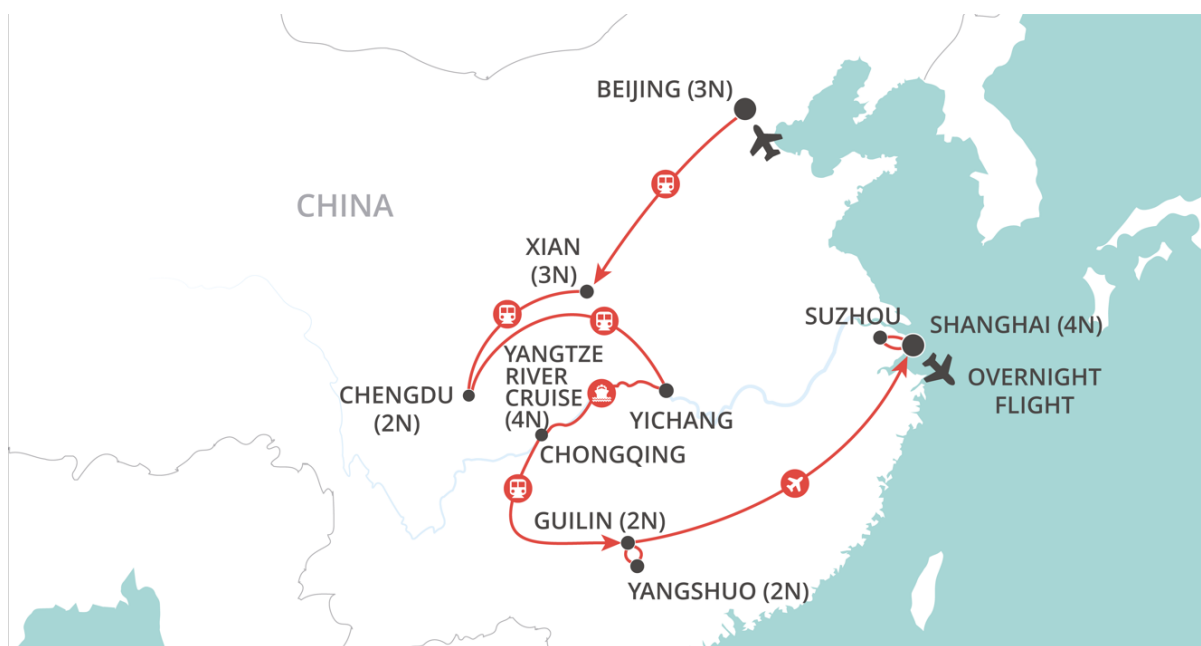 BEIJING (3N)
CHINA
XIAN
(3N)
SUZHOU
SHANGHAI (4N)
YANGTZE
RIVER
CRUISE
(4N)
OVERNIGHT
FLIGHT
CHENGDU
(2N)
YICHANG
CHONGQING
GUILIN (2N)
YANGSHUO (2N)